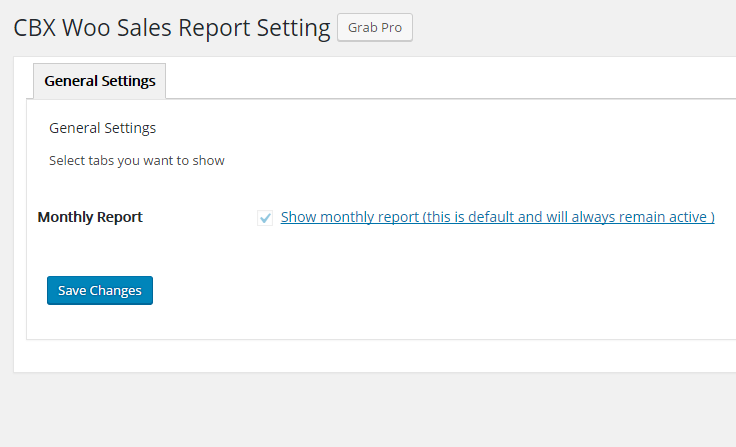 CBX Woo Sales Report Setting Grab Pro
General Settings
General Settings
Select tabs you want to show
Monthly Report Show monthly report (this is default and will always remain active )
Save Changes